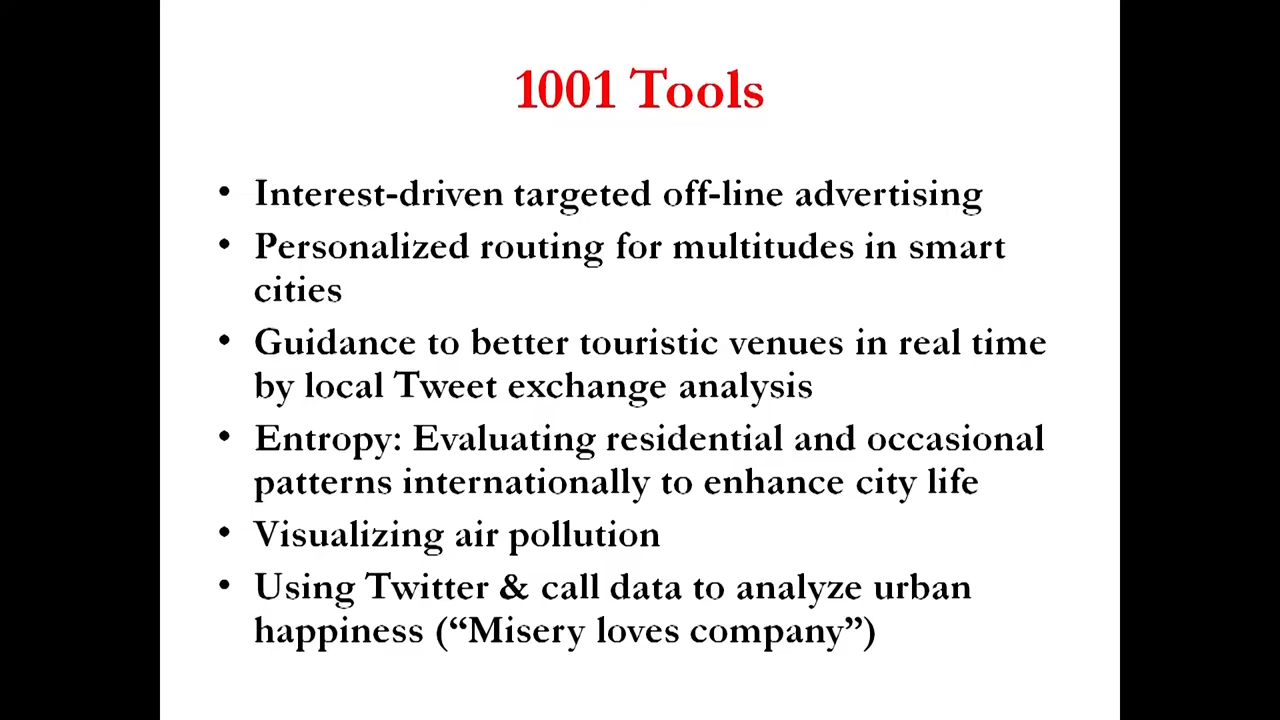 1001 Tools
• Interest-driven targeted off-line advertising
• Personalized routing for multitudes in smart
cities
• Guidance to better touristic venues in real time
by local Tweet exchange analysis
• Entropy: Evaluating residential and occasional
patterns internationally to enhance city life
• Visualizing air pollution
• Using Twitter & call data to analyze urban
happiness (“Misery loves company”)